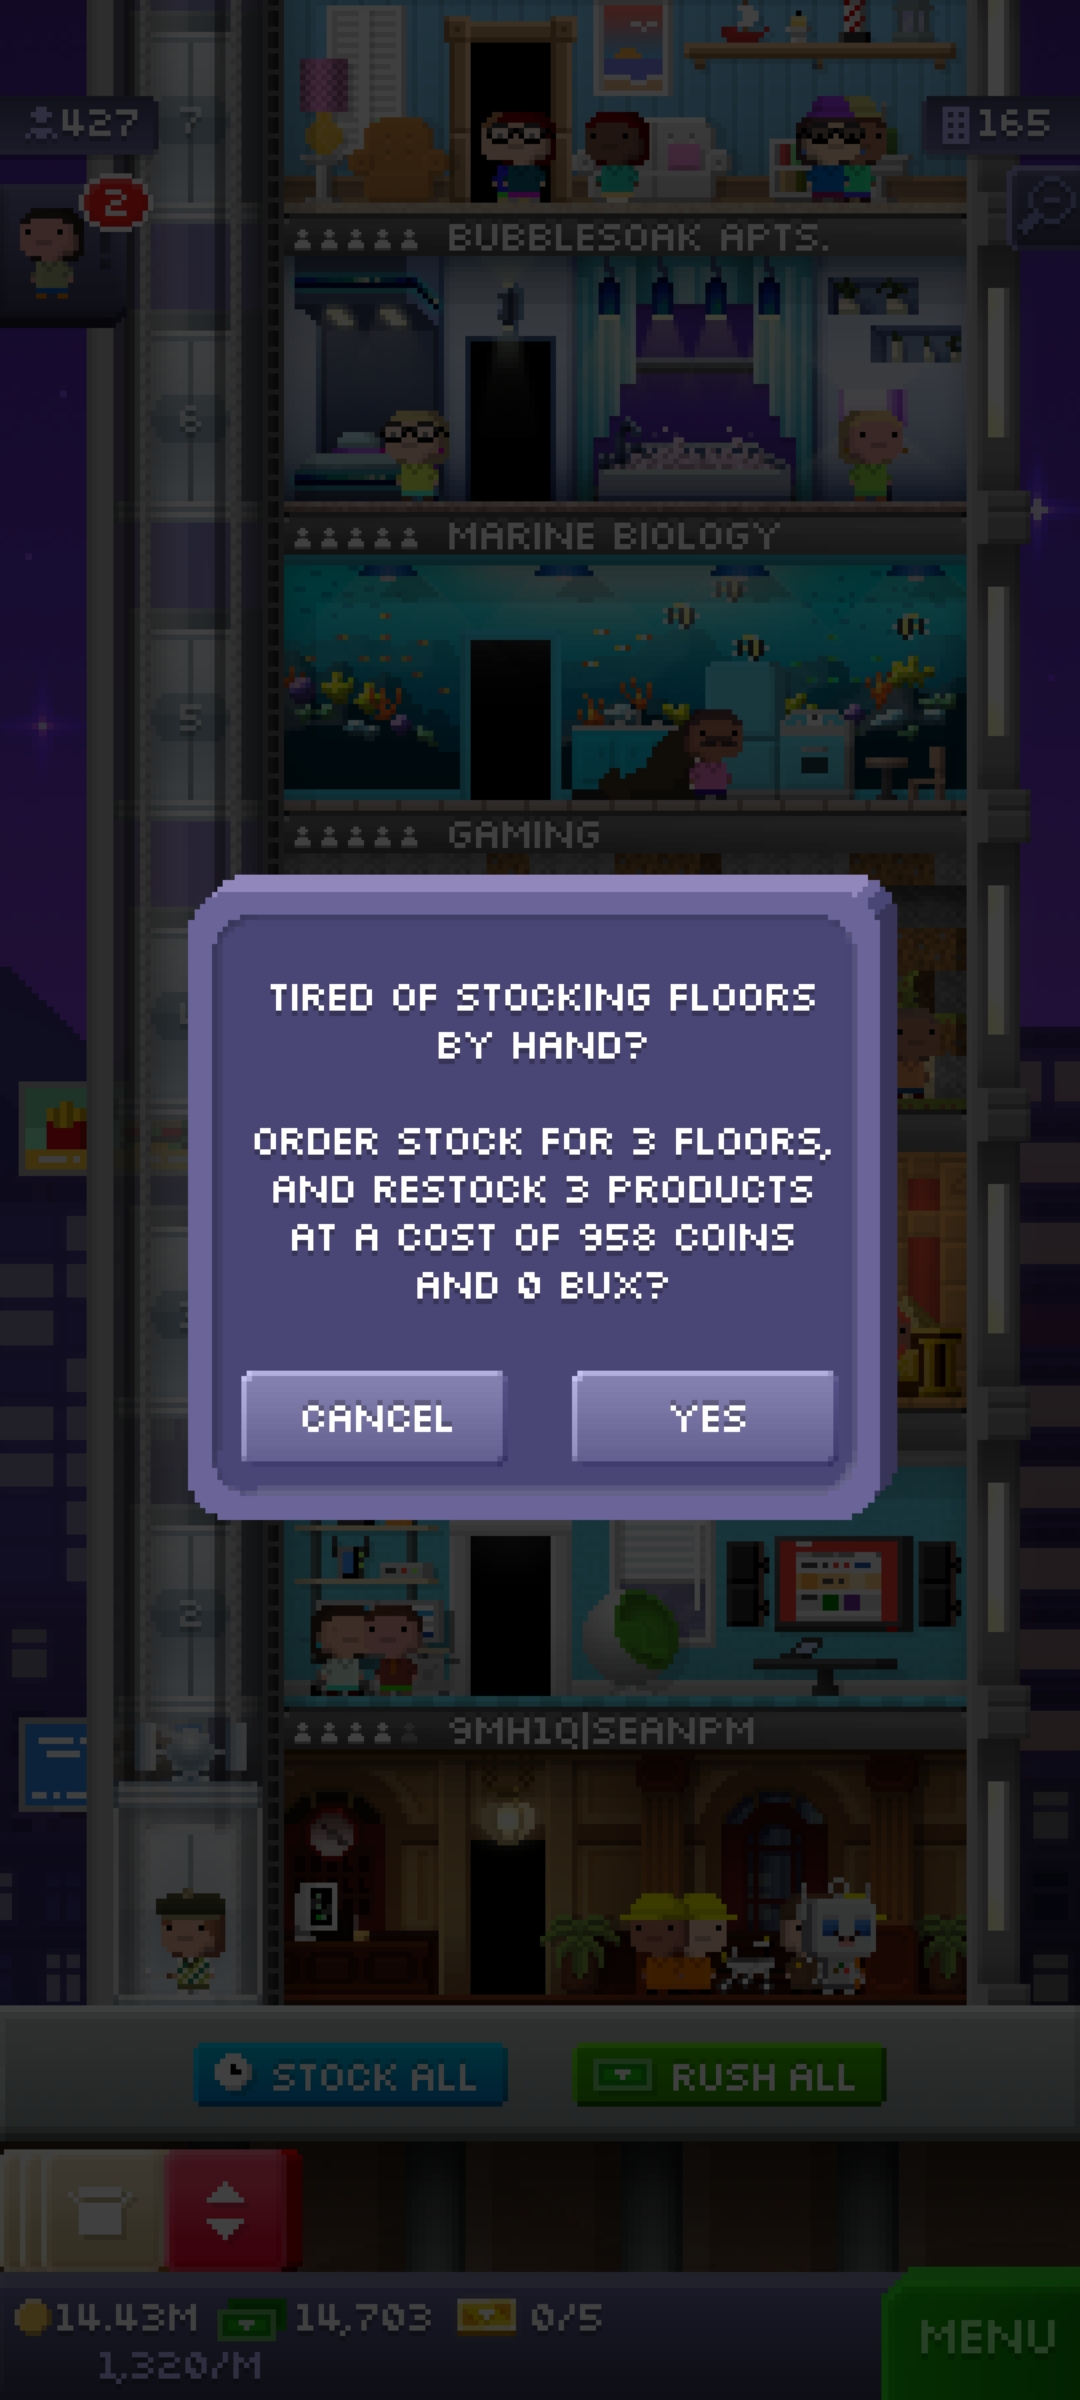 427
7
165
2
BUBBLESOAK APTS.
6
MARINE BIOLOGY
5
GAMING
TIRED OF STOCKING FLOORS
BY HAND?
ORDER STOCK FOR 3 FLOORS,
AND RESTOCK 3 PRODUCTS
AT A COST OF 958 COINS
AND 0 BUX?
CANCEL
YES
2
9MH1Q|SEANPM
STOCK ALL
RUSH ALL
14.43M
14,703
0/5
1,320/M
MENU